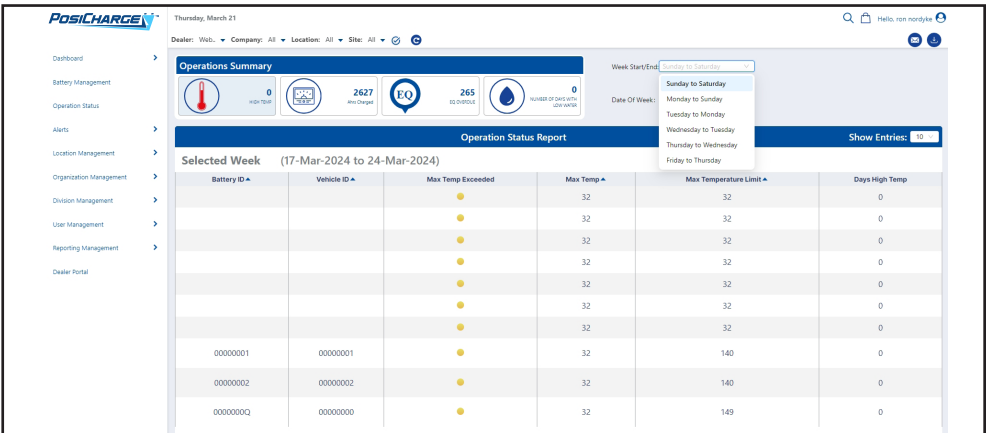 POSICHARGE
Thursday, March 21
Hello, ron nordyke
Dealer: Web.. Company: All Location: All Site: All
Dashboard
Battery Management
Operation Status
Alerts
Location Management
Organization Management
Division Management
User Management
Reporting Management
Dealer Portal
Operations Summary
0
HIGH TEMP
2627
Ahrs Charged
EQ
265
EQ OVERDUE
0
NUMBER OF DAYS WITH
LOW WATER
Week Start/End: Sunday to Saturday
Date Of Week:
Sunday to Saturday
Monday to Sunday
Tuesday to Monday
Wednesday to Tuesday
Thursday to Wednesday
Friday to Thursday
Operation Status Report
Show Entries: 10
Selected Week (17-Mar-2024 to 24-Mar-2024)
Battery ID Vehicle ID Max Temp Exceeded Max Temp Max Temperature Limit Days High Temp
32 32 0
32 32 0
32 32 0
32 32 0
32 32 0
32 32 0
32 32 0
00000001 00000001 32 140 0
00000002 00000002 32 140 0
0000000Q 00000000 32 149 0